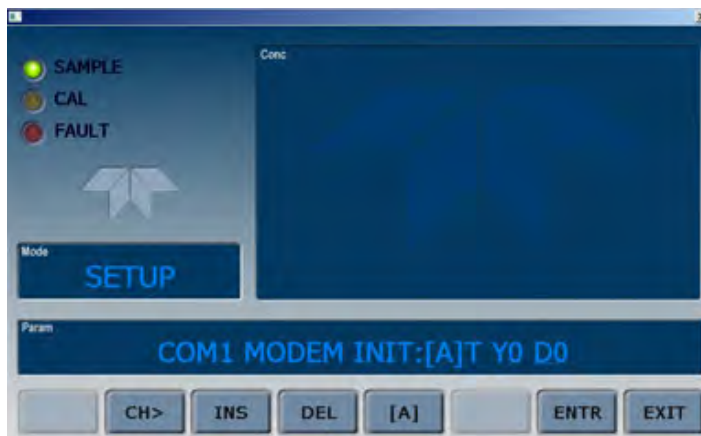 SAMPLE
CAL
FAULT
Conc
Mode
SETUP
Param
COM1 MODEM INIT:[A]T Y0 D0
CH> INS DEL [A] ENTR EXIT